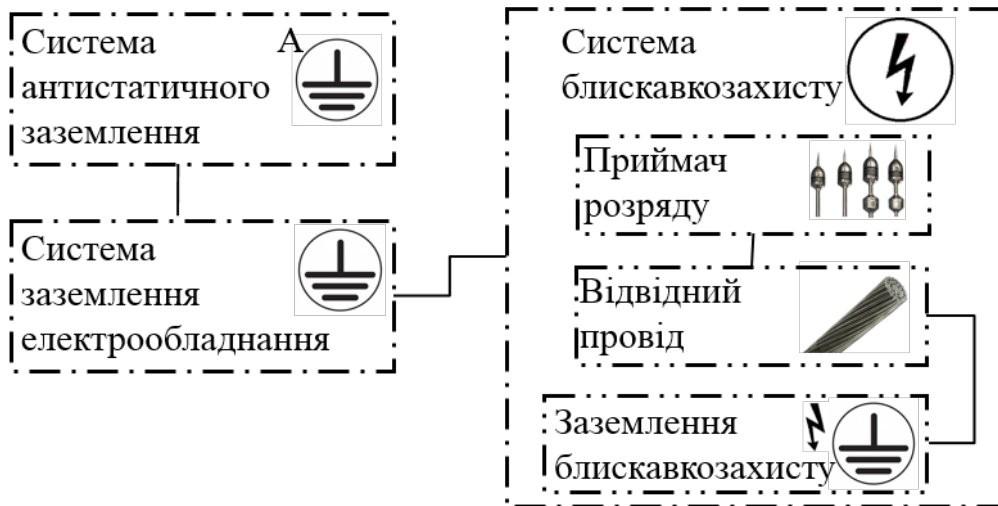 Система
антистатичного
заземлення
А
Система
заземлення
електрообладнання
Система
блискавкозахисту
Приймач
розряду
Відвідний
провід
Заземлення
блискавкозахисту